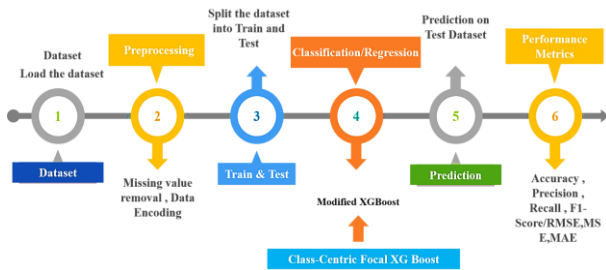 Dataset
Load the dataset
1
Dataset
Preprocessing
2
Missing value
removal , Data
Encoding
Split the dataset
into Train and
Test
3
Train & Test
Classification/Regression
4
Modified XGBoost
Class-Centric Focal XG Boost
Prediction on
Test Dataset
5
Prediction
Performance
Metrics
6
Accuracy ,
Precision ,
Recall , F1-
Score/RMSE,MS
E,MAE